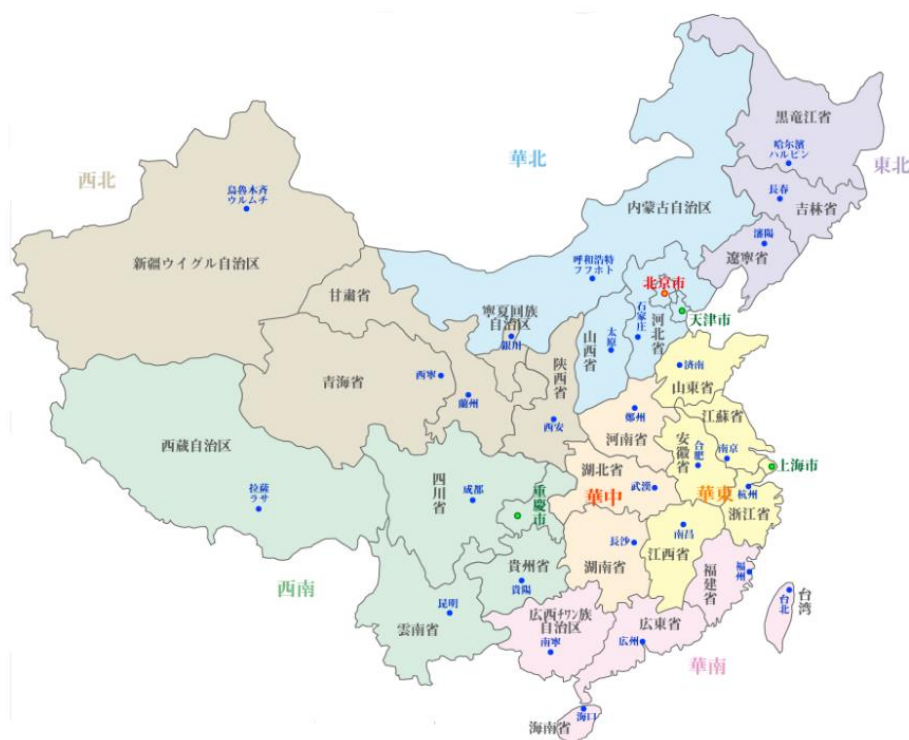 黒竜江省
哈尔濱
ハルビン
東北
華北
西北
長春
吉林省
烏魯木斉
ウルムチ
内蒙古自治区
瀋陽
遼寧省
新疆ウイグル自治区
呼和浩特
フフホト
北京市
甘粛省
天津市
寧夏回族
自治区
銀川
石家庄
河北省
太原
山西省
陝西省
済南
山東省
青海省
西寧
蘭州
西安
鄭州
河南省
江蘇省
西蔵自治区
安徽省
合肥
南京
上海市
四川省
成都
重慶市
湖北省
武漢
華中
華東
杭州
浙江省
拉薩
ラサ
南昌
江西省
長沙
湖南省
貴州省
貴陽
福建省
福州
西南
台北
台湾
昆明
雲南省
広西ﾁﾜﾝ族
自治区
南寧
広東省
広州
華南
海口
海南省